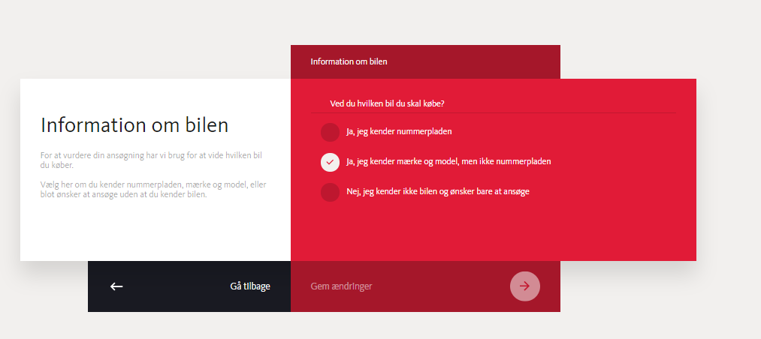 Information om bilen
Information om bilen
For at vurdere din ansøgning har vi brug for at vide hvilken bil
du køber.
Vælg her om du kender nummerpladen, mærke og model, eller
blot ønsker at ansøge uden at du kender bilen.
Ved du hvilken bil du skal købe?
Ja, jeg kender nummerpladen
Ja, jeg kender mærke og model, men ikke nummerpladen
Nej, jeg kender ikke bilen og ønsker bare at ansøge
Gå tilbage
Gem ændringer